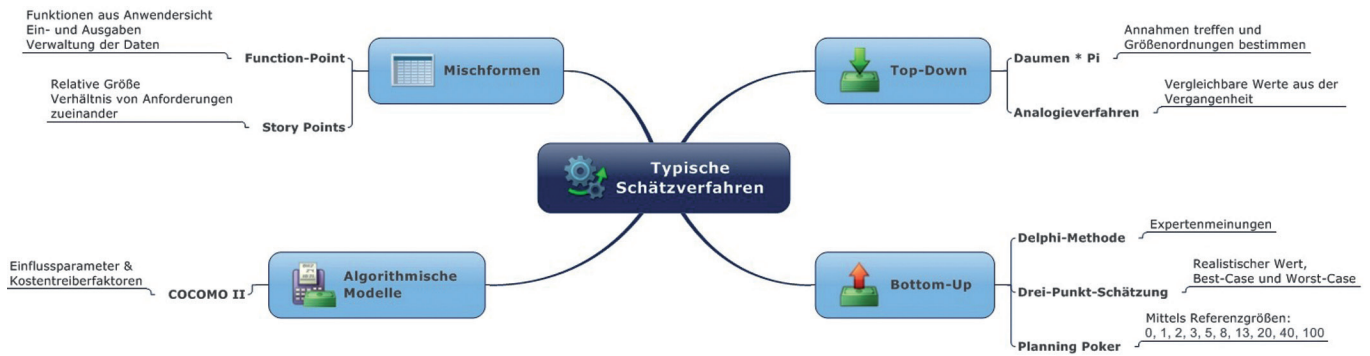 Typische
Schätzverfahren
Mischformen
Function-Point
Funktionen aus Anwendersicht
Ein- und Ausgaben
Verwaltung der Daten
Story Points
Relative Größe
Verhältnis von Anforderungen
zueinander
Top-Down
Daumen * Pi
Annahmen treffen und
Größenordnungen bestimmen
Analogieverfahren
Vergleichbare Werte aus der
Vergangenheit
Algorithmische
Modelle
COCOMO II
Einflussparameter &
Kostentreiberfaktoren
Bottom-Up
Delphi-Methode
Expertenmeinungen
Drei-Punkt-Schätzung
Realistischer Wert,
Best-Case und Worst-Case
Planning Poker
Mittels Referenzgrößen:
0, 1, 2, 3, 5, 8, 13, 20, 40, 100